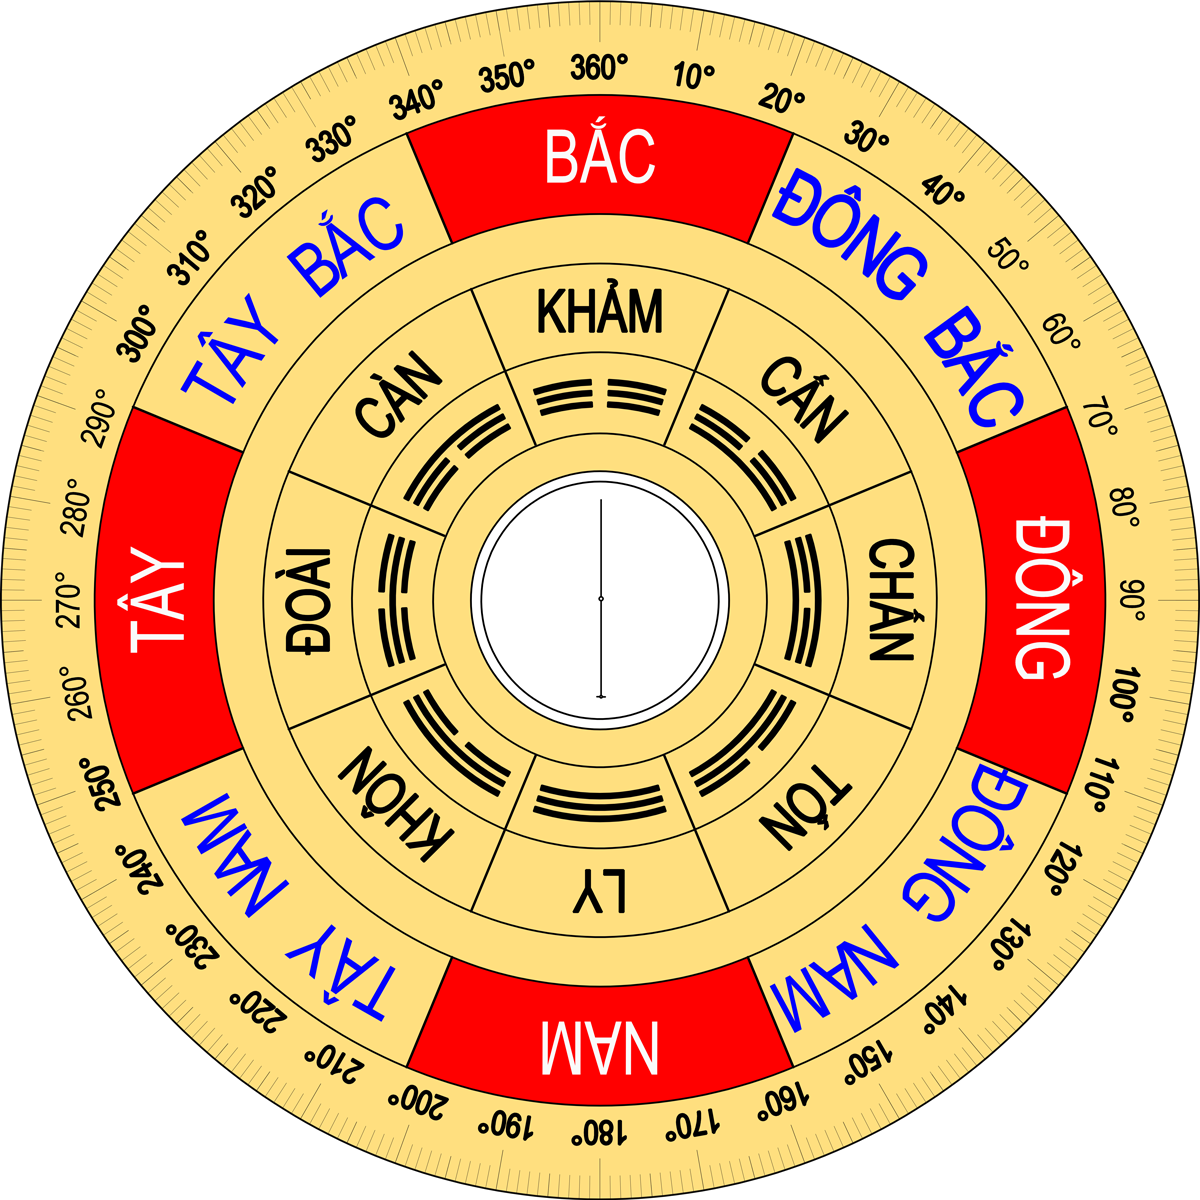 360°
10°
20°
30°
40°
50°
60°
70°
80°
90°
100°
110°
120°
130°
140°
150°
160°
170°
180°
190°
200°
210°
220°
230°
240°
250°
260°
270°
280°
290°
300°
310°
320°
330°
340°
350°
BẮC
ĐÔNG BẮC
ĐÔNG
ĐÔNG NAM
NAM
TÂY NAM
TÂY
TÂY BẮC
KHẢM
CẤN
CHẤN
TỐN
LY
KHÔN
ĐOÀI
CÀN